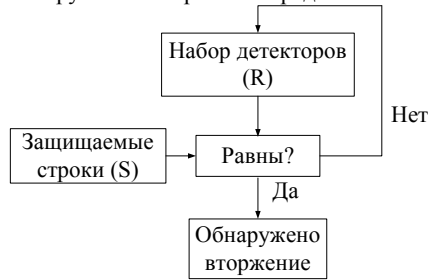 Набор детекторов
(R)
Нет
Защищаемые
строки (S)
Равны?
Да
Обнаружено
вторжение